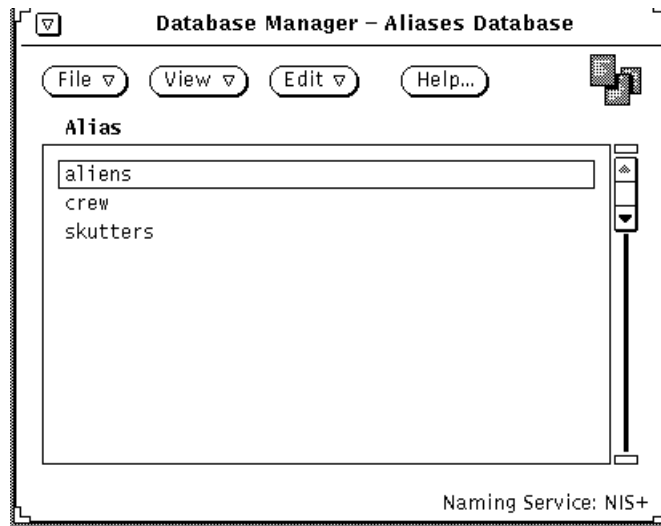 Database Manager – Aliases Database
File View Edit Help...
Alias
aliens
crew
skutters
Naming Service: NIS+